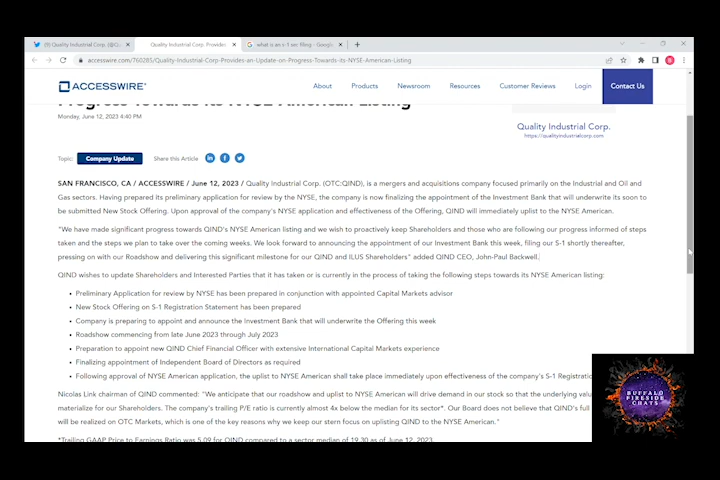 (9) Quality Industrial Corp. (@Qu
Quality Industrial Corp. Provides
what is an s-1 sec filing - Google
accesswire.com/760285/Quality-Industrial-Corp-Provides-an-Update-on-Progress-Towards-its-NYSE-American-Listing
ACCESSWIRE
About Products Newsroom Resources Customer Reviews Login Contact Us
Progress Towards its NYSE American Listing
Monday, June 12, 2023 4:40 PM
Quality Industrial Corp.
https://qualityindustrialcorp.com
Topic: Company Update Share this Article
SAN FRANCISCO, CA / ACCESSWIRE / June 12, 2023 / Quality Industrial Corp. (OTC:QIND), is a mergers and acquisitions company focused primarily on the Industrial and Oil and
Gas sectors. Having prepared its preliminary application for review by the NYSE, the company is now finalizing the appointment of the Investment Bank that will underwrite its soon to
be submitted New Stock Offering. Upon approval of the company's NYSE application and effectiveness of the Offering, QIND will immediately uplist to the NYSE American.
"We have made significant progress towards QIND's NYSE American listing and we wish to proactively keep Shareholders and those who are following our progress informed of steps
taken and the steps we plan to take over the coming weeks. We look forward to announcing the appointment of our Investment Bank this week, filing our S-1 shortly thereafter,
pressing on with our Roadshow and delivering this significant milestone for our QIND and ILUS Shareholders" added QIND CEO, John-Paul Backwell.
QIND wishes to update Shareholders and Interested Parties that it has taken or is currently in the process of taking the following steps towards its NYSE American listing:
• Preliminary Application for review by NYSE has been prepared in conjunction with appointed Capital Markets advisor
• New Stock Offering on S-1 Registration Statement has been prepared
• Company is preparing to appoint and announce the Investment Bank that will underwrite the Offering this week
• Roadshow commencing from late June 2023 through July 2023
• Preparation to appoint new QIND Chief Financial Officer with extensive International Capital Markets experience
• Finalizing appointment of Independent Board of Directors as required
• Following approval of NYSE American application, the uplist to NYSE American shall take place immediately upon effectiveness of the company's S-1 Registratio
Nicolas Link chairman of QIND commented: "We anticipate that our roadshow and uplist to NYSE American will drive demand in our stock so that the underlying valu
materialize for our Shareholders. The company's trailing P/E ratio is currently almost 4x below the median for its sector*. Our Board does not believe that QIND's full
will be realized on OTC Markets, which is one of the key reasons why we keep our stern focus on uplisting QIND to the NYSE American."
*Trailing GAAP Price to Earnings Ratio was 5.09 for QIND compared to a sector median of 19.30 as of June 12, 2023.
BUFFALO
FIRESIDE
CHATS